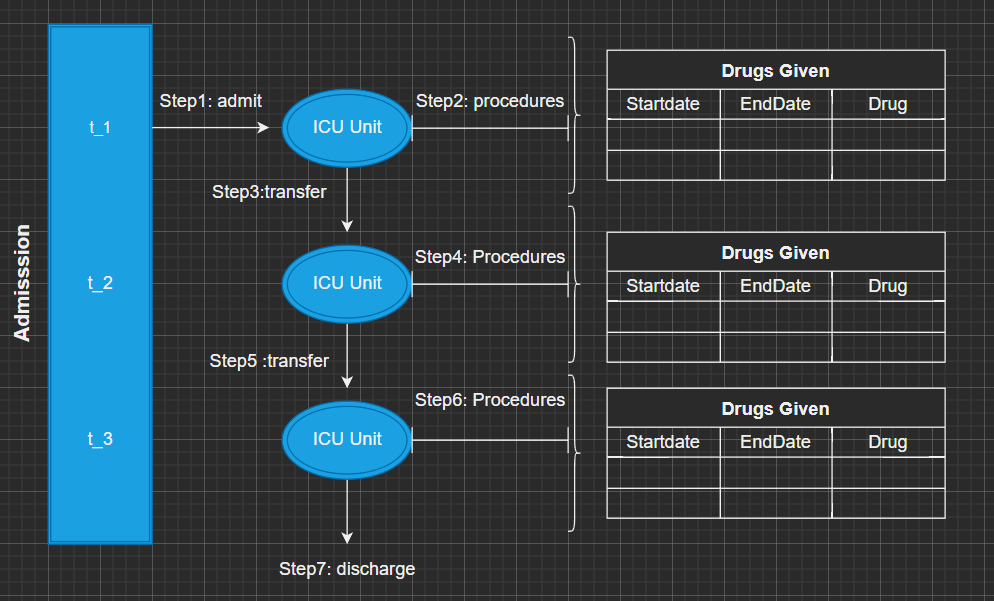 Admisssion
t_1
Step1: admit
ICU Unit
Step2: procedures
Drugs Given
Startdate EndDate Drug
Step3:transfer
t_2
ICU Unit
Step4: Procedures
Drugs Given
Startdate EndDate Drug
Step5 :transfer
t_3
ICU Unit
Step6: Procedures
Drugs Given
Startdate EndDate Drug
Step7: discharge